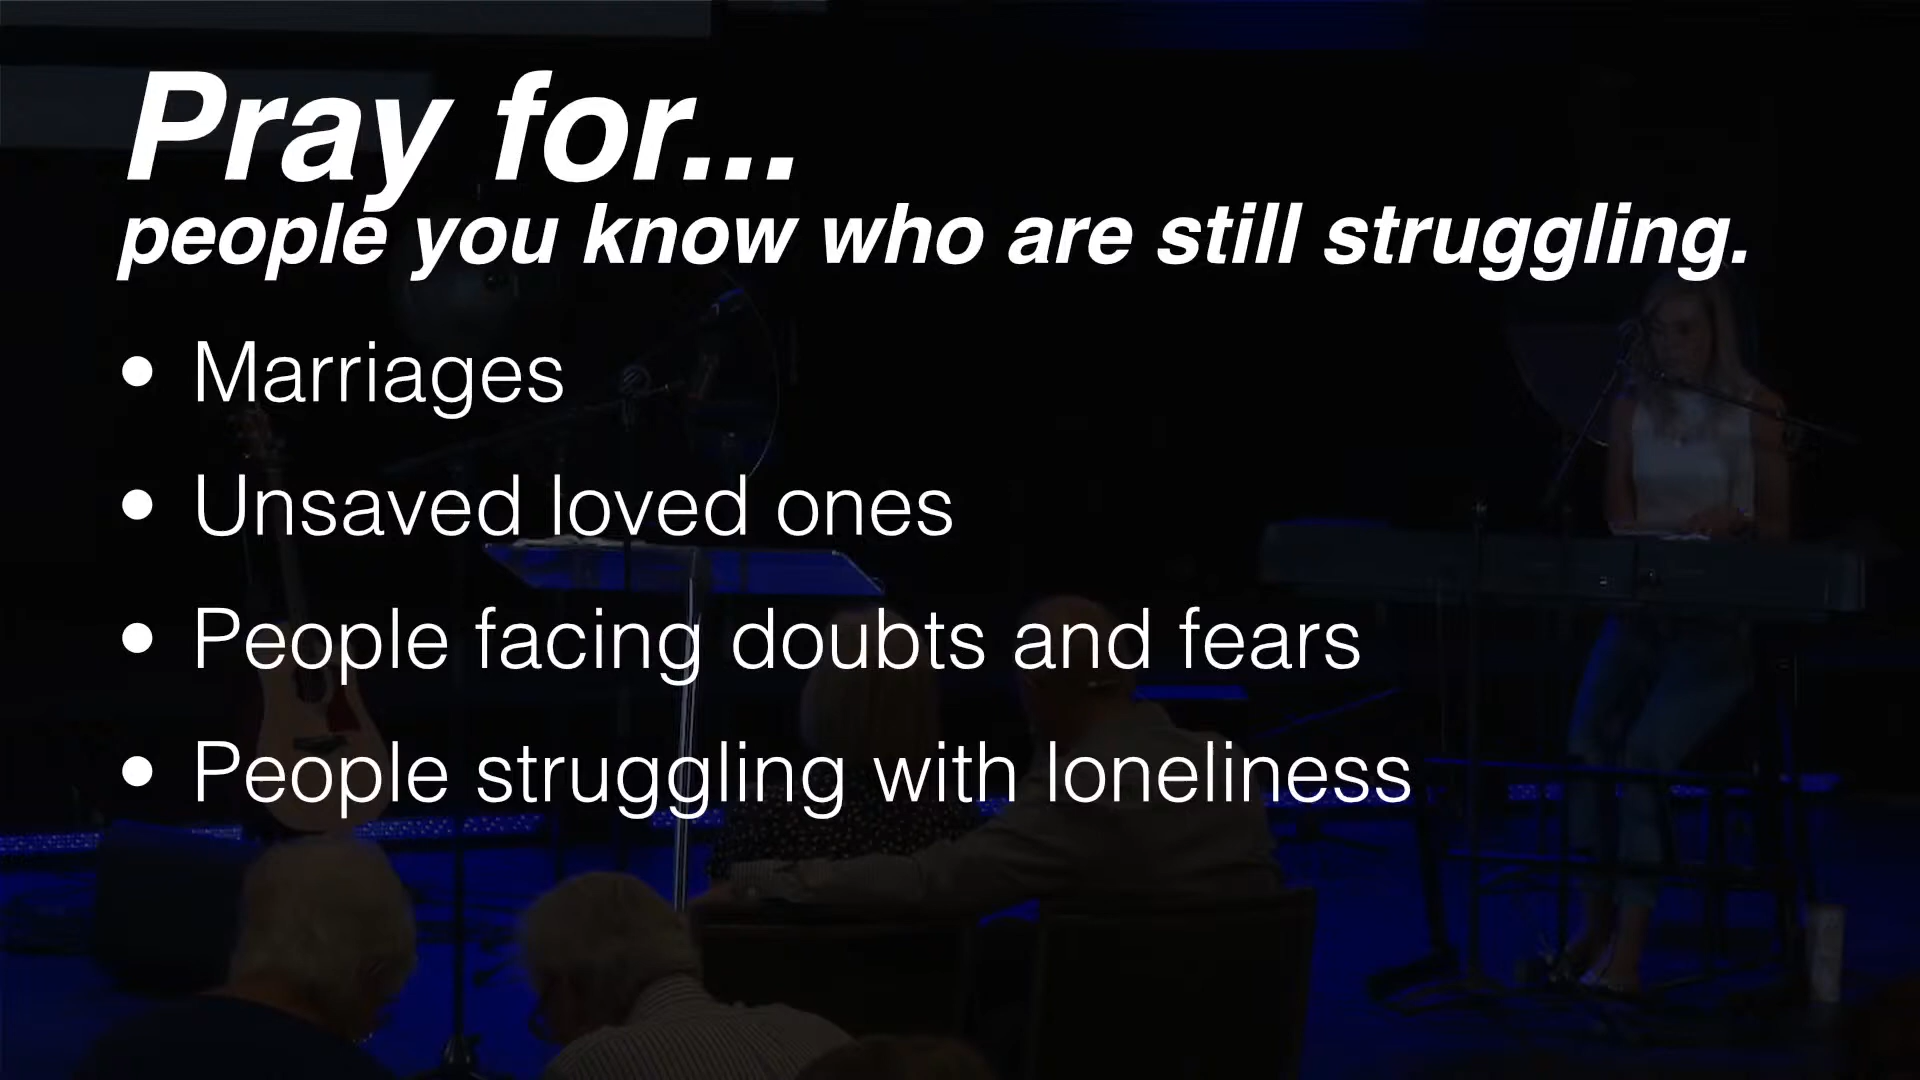 Pray for...
people you know who are still struggling.
• Marriages
• Unsaved loved ones
• People facing doubts and fears
• People struggling with loneliness